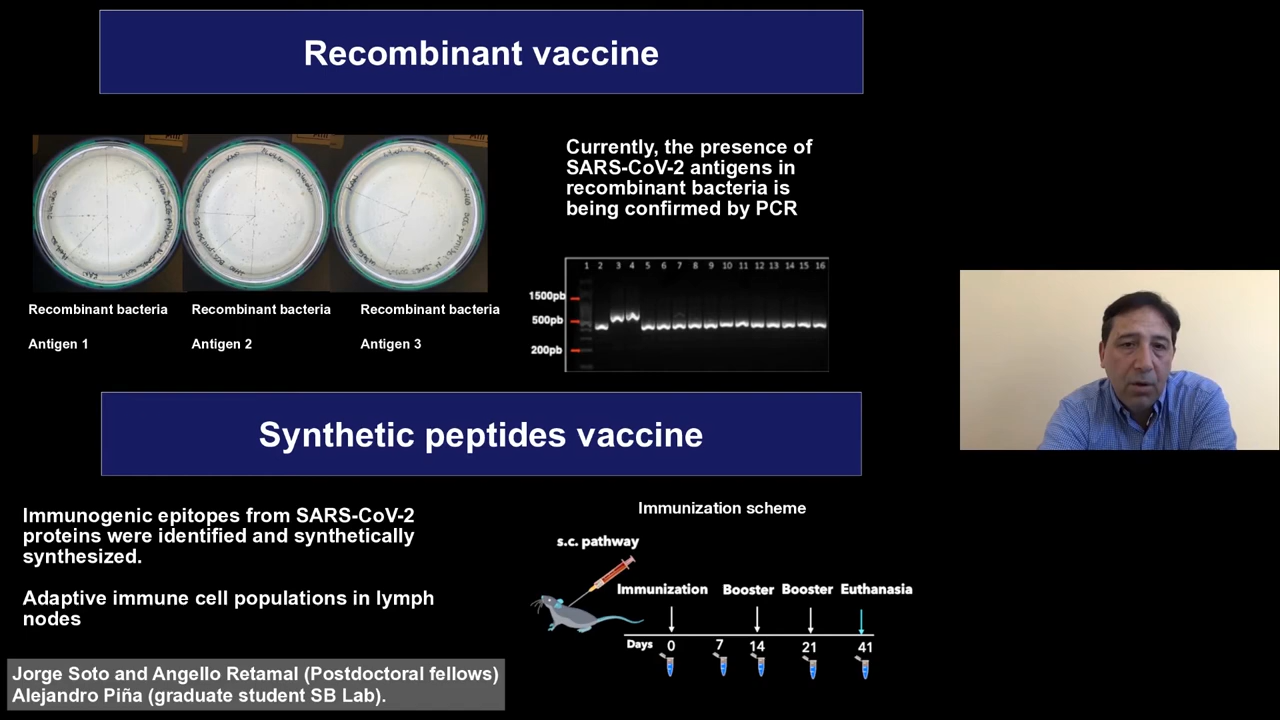 Recombinant vaccine
Currently, the presence of
SARS-CoV-2 antigens in
recombinant bacteria is
being confirmed by PCR
1 2 3 4 5 6 7 8 9 10 11 12 13 14 15 16
1500pb
500pb
200pb
Recombinant bacteria
Antigen 1
Recombinant bacteria
Antigen 2
Recombinant bacteria
Antigen 3
Synthetic peptides vaccine
Immunogenic epitopes from SARS-CoV-2
proteins were identified and synthetically
synthesized.
Adaptive immune cell populations in lymph
nodes
Immunization scheme
s.c. pathway
Immunization Booster Booster Euthanasia
Days 0 7 14 21 41
Jorge Soto and Angello Retamal (Postdoctoral fellows)
Alejandro Piña (graduate student SB Lab).